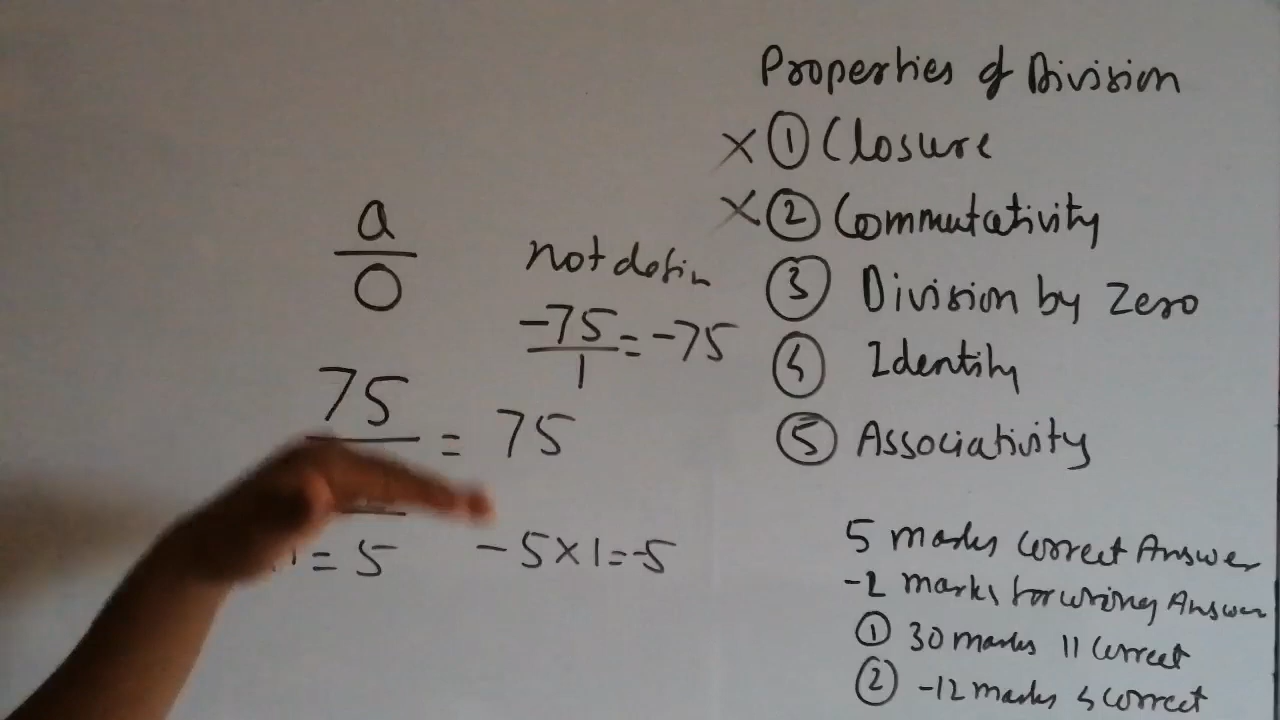 Properties of Division
× ① Closure
× ② Commutativity
③ Division by Zero
④ Identity
⑤ Associativity
a
0
not defin
-75
1
= -75
75
= 75
= 5
-5×1=-5
5 marks correct Answer
-2 marks for wrong Answer
① 30 marks 11 correct
② -12 marks 4 correct